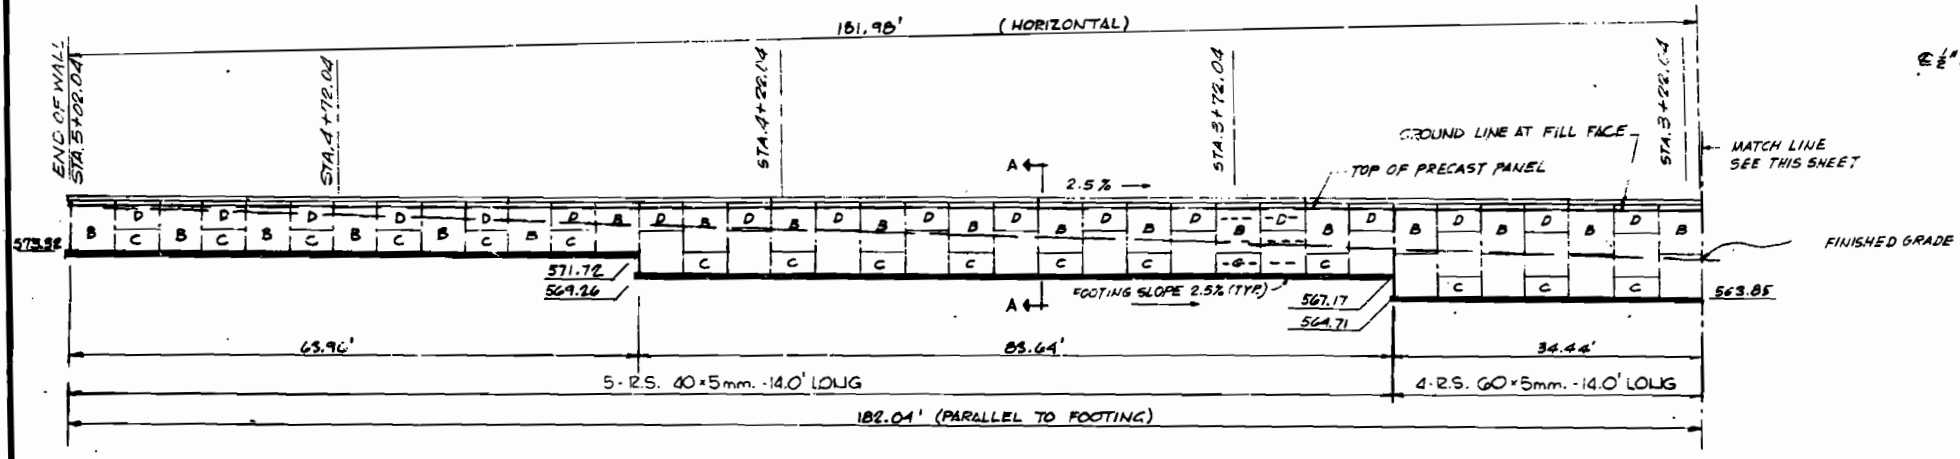 181.98' (HORIZONTAL)
END OF WALL
STA. 5+02.04
STA. 4+72.04
STA. 4+22.04
STA. 3+72.04
STA. 3+22.04
℄ ½"
GROUND LINE AT FILL FACE
MATCH LINE
SEE THIS SHEET
A
2.5%
TOP OF PRECAST PANEL
D D D D D D B D B D B D B D B D B D B D B D B D B D B D B D B
B C B C B C B C B C B C
FINISHED GRADE
C C C C C C C C
C C C
571.72
569.26
FOOTING SLOPE 2.5% (TYP.)
A
567.17
564.71
563.85
63.96'
83.64'
34.44'
5-R.S. 40×5mm. -14.0' LONG
4-R.S. 60×5mm. -14.0' LONG
182.04' (PARALLEL TO FOOTING)